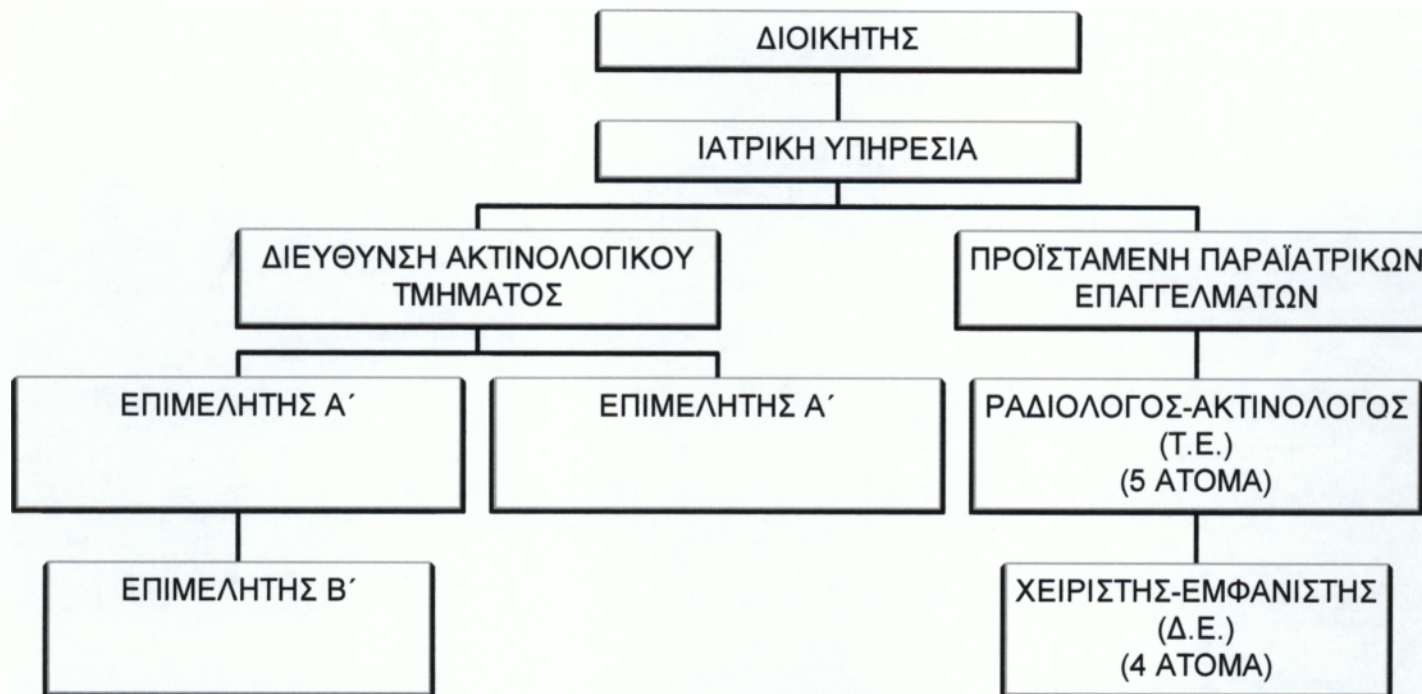 ΔΙΟΙΚΗΤΗΣ
ΙΑΤΡΙΚΗ ΥΠΗΡΕΣΙΑ
ΔΙΕΥΘΥΝΣΗ ΑΚΤΙΝΟΛΟΓΙΚΟΥ
ΤΜΗΜΑΤΟΣ
ΠΡΟΪΣΤΑΜΕΝΗ ΠΑΡΑΪΑΤΡΙΚΩΝ
ΕΠΑΓΓΕΛΜΑΤΩΝ
ΕΠΙΜΕΛΗΤΗΣ Α΄
ΕΠΙΜΕΛΗΤΗΣ Α΄
ΡΑΔΙΟΛΟΓΟΣ-ΑΚΤΙΝΟΛΟΓΟΣ
(Τ.Ε.)
(5 ΑΤΟΜΑ)
ΕΠΙΜΕΛΗΤΗΣ Β΄
ΧΕΙΡΙΣΤΗΣ-ΕΜΦΑΝΙΣΤΗΣ
(Δ.Ε.)
(4 ΑΤΟΜΑ)